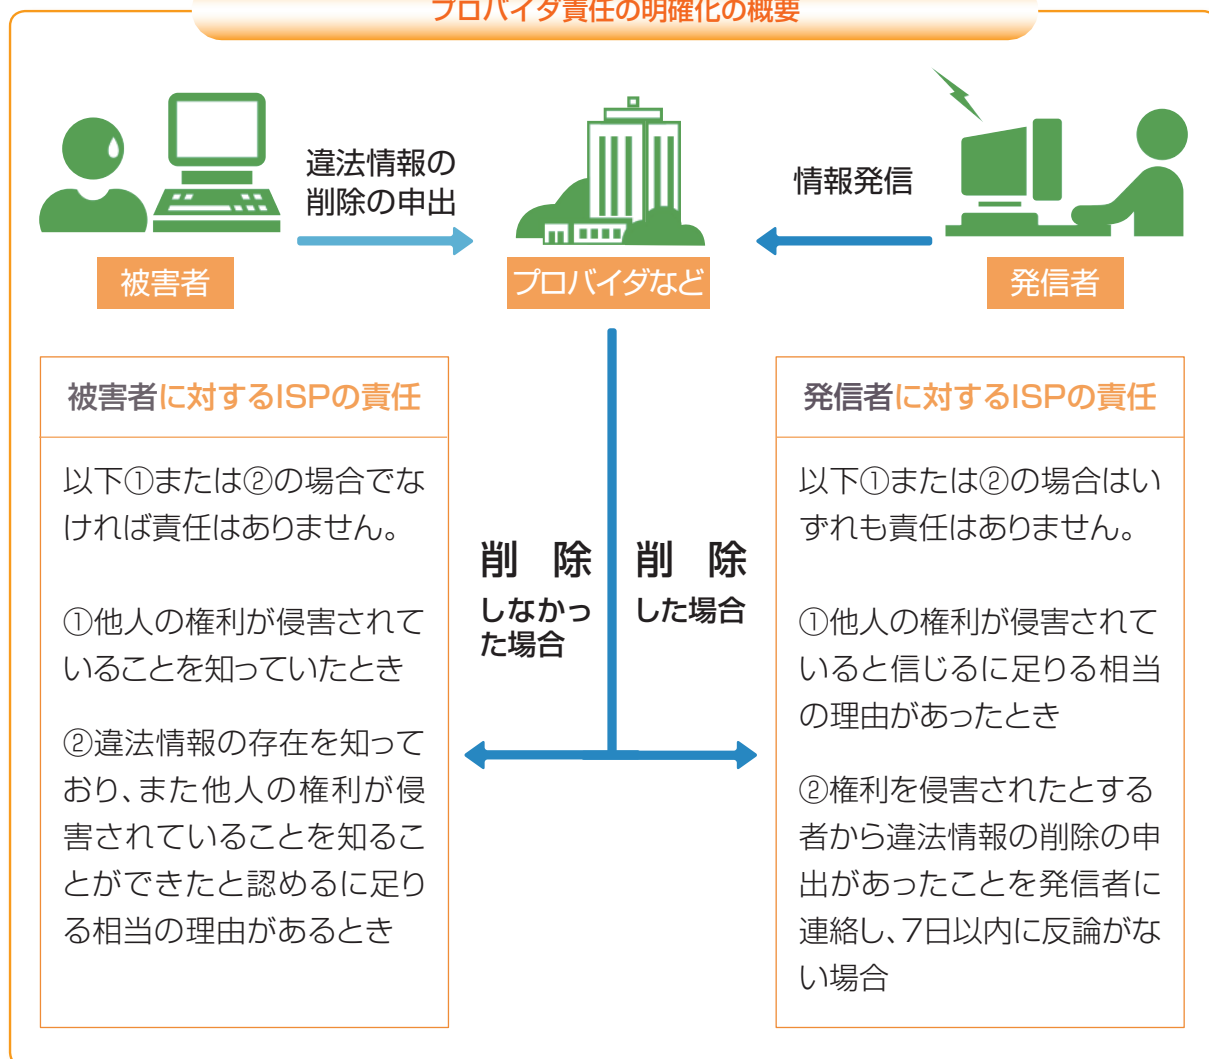 プロバイダ責任の明確化の概要
違法情報の
削除の申出
情報発信
被害者
プロバイダなど
発信者
被害者に対するISPの責任
以下①または②の場合でな
ければ責任はありません。
①他人の権利が侵害されて
いることを知っていたとき
②違法情報の存在を知って
おり、また他人の権利が侵
害されていることを知るこ
とができたと認めるに足り
る相当の理由があるとき
削 除
しなかっ
た場合
削 除
した場合
発信者に対するISPの責任
以下①または②の場合はい
ずれも責任はありません。
①他人の権利が侵害されて
いると信じるに足りる相当
の理由があったとき
②権利を侵害されたとする
者から違法情報の削除の申
出があったことを発信者に
連絡し、7日以内に反論がな
い場合